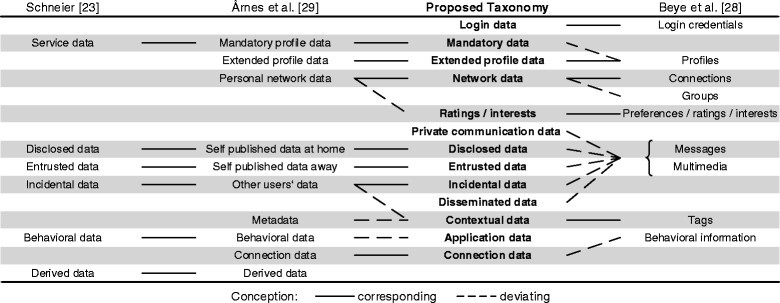 Schneier [23] Årnes et al. [29] Proposed Taxonomy Beye et al. [28]
Login data Login credentials
Service data Mandatory profile data Mandatory data
Extended profile data Extended profile data Profiles
Personal network data Network data Connections
Groups
Ratings / interests Preferences / ratings / interests
Private communication data
Disclosed data Self published data at home Disclosed data Messages
Entrusted data Self published data away Entrusted data Multimedia
Incidental data Other users' data Incidental data
Disseminated data
Metadata Contextual data Tags
Behavioral data Behavioral data Application data Behavioral information
Connection data Connection data
Derived data Derived data
Conception: corresponding deviating